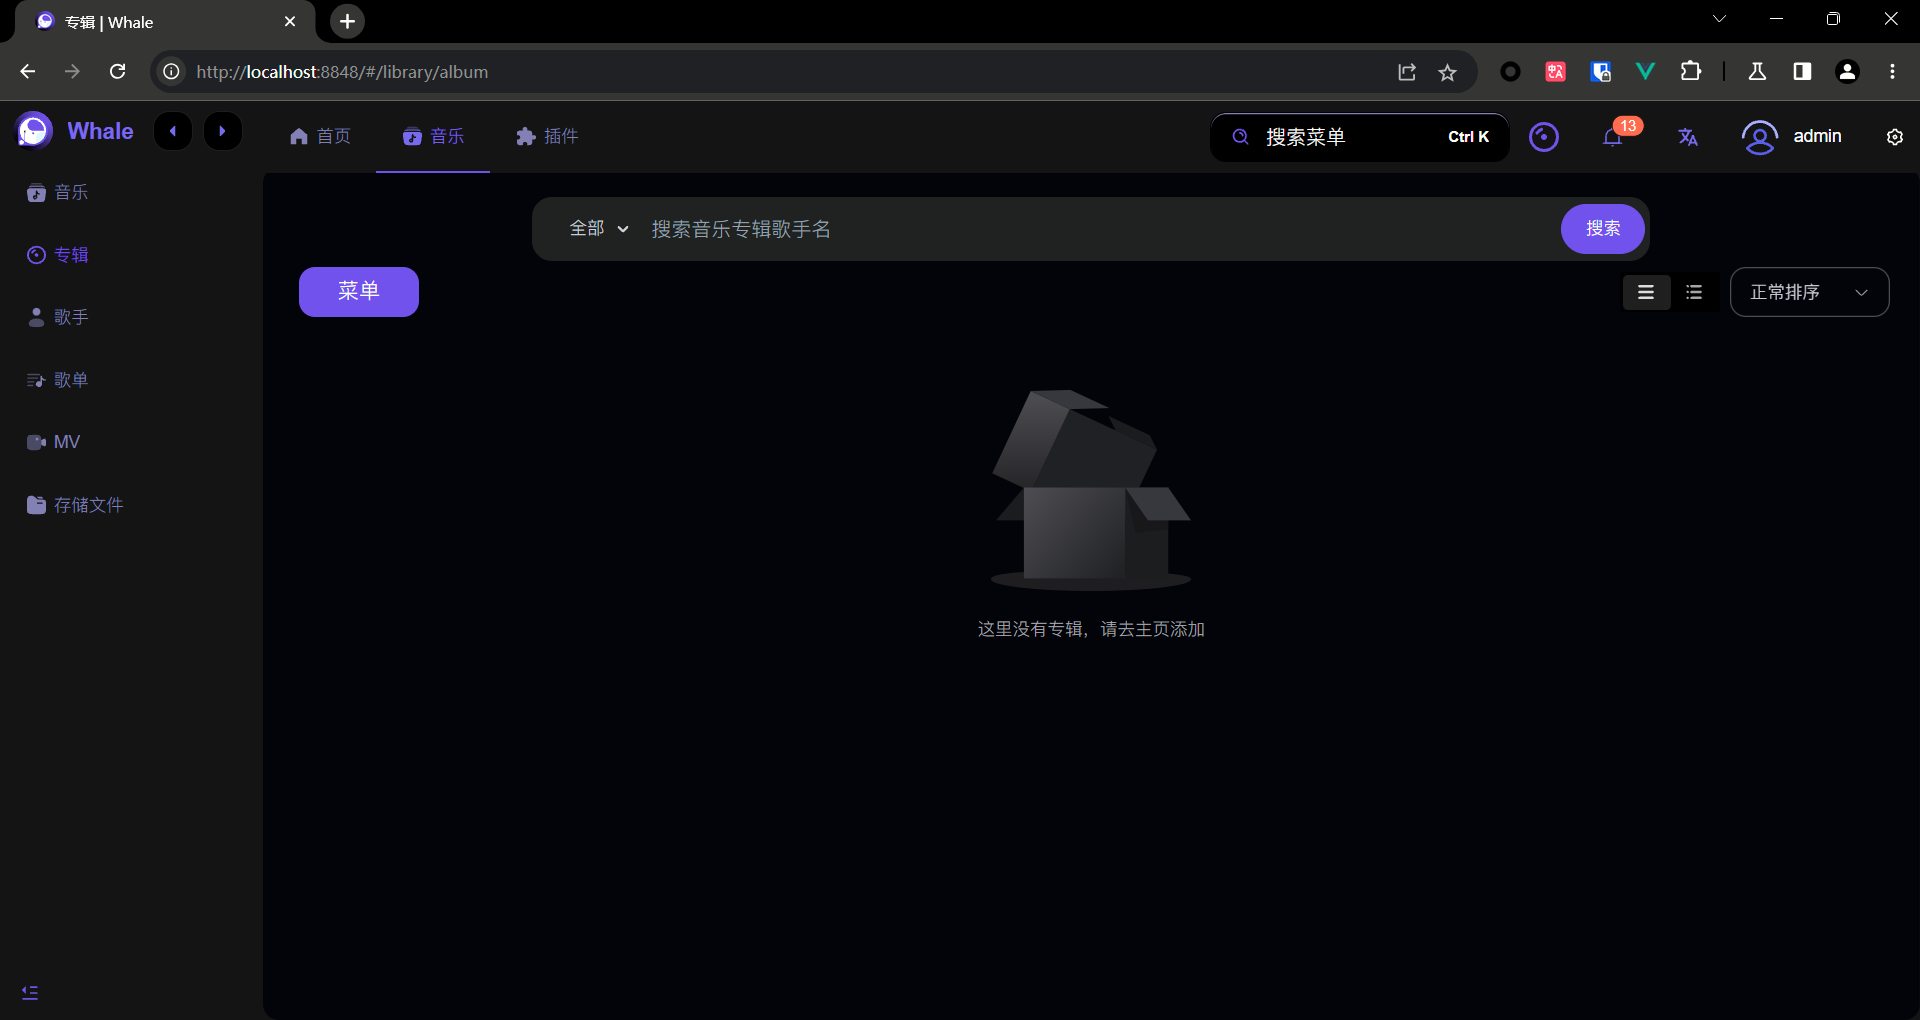 专辑 | Whale
http://localhost:8848/#/library/album
Whale
首页
音乐
插件
搜索菜单
Ctrl K
13
admin
音乐
专辑
歌手
歌单
MV
存储文件
全部
搜索音乐专辑歌手名
搜索
菜单
正常排序
这里没有专辑，请去主页添加